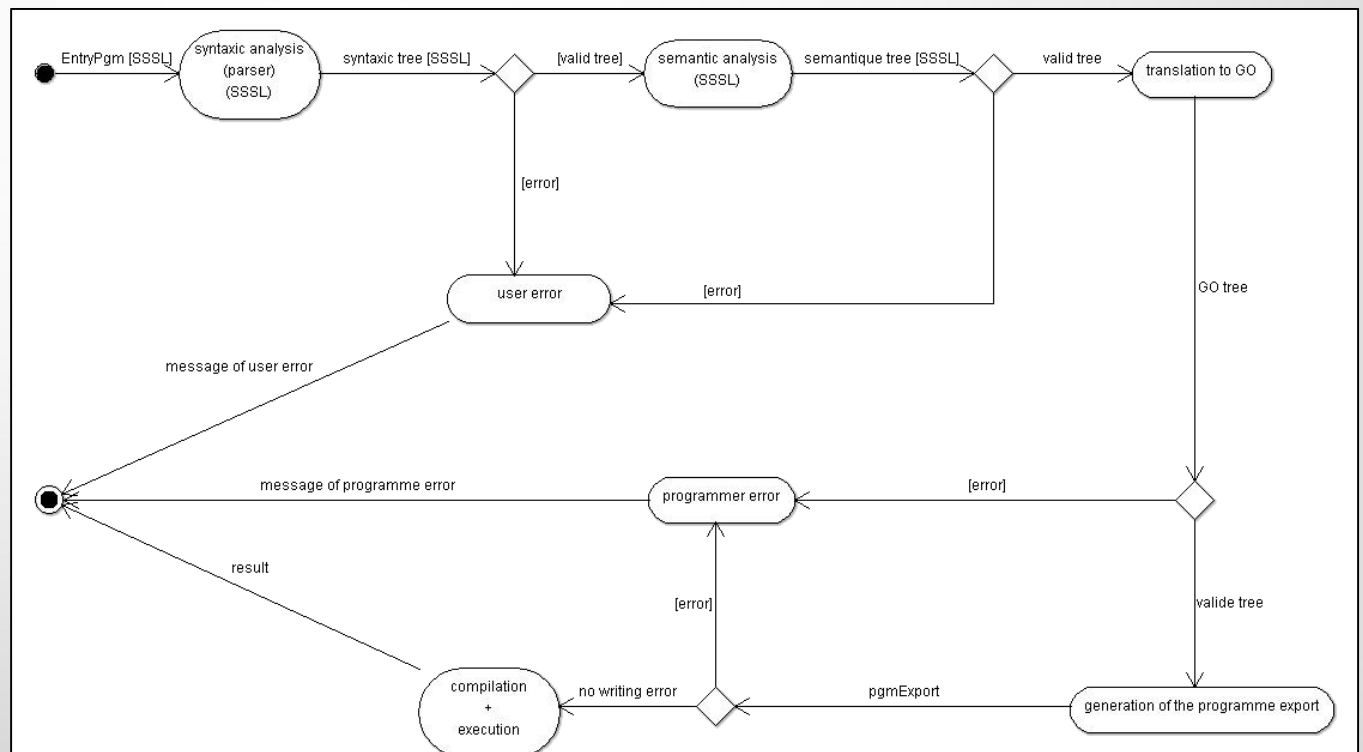 EntryPgm [SSSL]
syntaxic analysis
(parser)
(SSSL)
syntaxic tree [SSSL]
[valid tree]
semantic analysis
(SSSL)
semantique tree [SSSL]
valid tree
translation to GO
[error]
user error
[error]
GO tree
message of user error
message of programme error
programmer error
[error]
result
[error]
valide tree
compilation
+
execution
no writing error
pgmExport
generation of the programme export